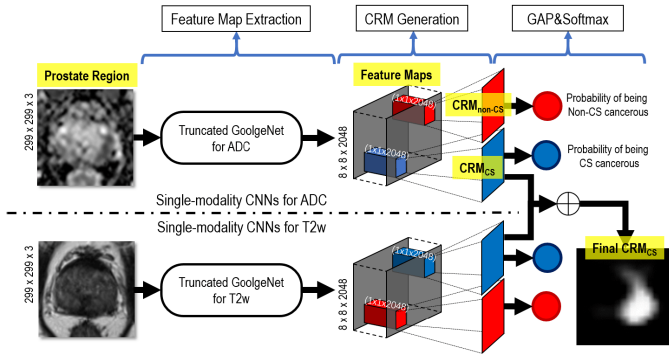 Feature Map Extraction
CRM Generation
GAP&Softmax
Prostate Region
Feature Maps
299 x 299 x 3
Truncated GoolgeNet
for ADC
8 x 8 x 2048
(1x1x2048)
(1x1x2048)
CRMnon-CS
CRMCS
Probability of being
Non-CS cancerous
Probability of being
CS cancerous
Single-modality CNNs for ADC
Single-modality CNNs for T2w
299 x 299 x 3
Truncated GoolgeNet
for T2w
8 x 8 x 2048
(1x1x2048)
(1x1x2048)
Final CRMCS